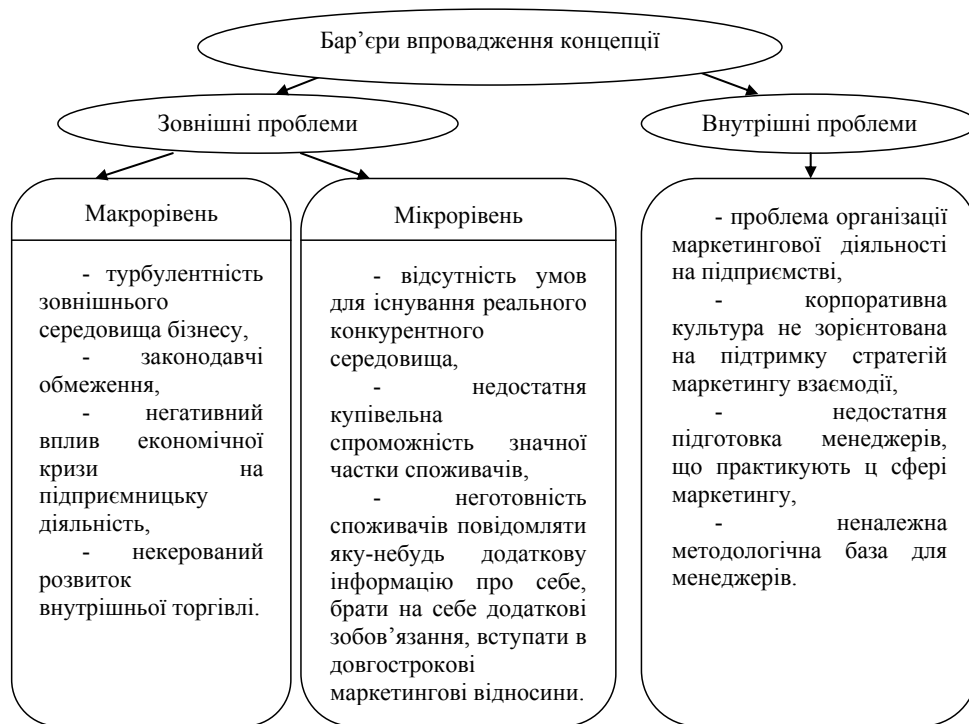 Бар’єри впровадження концепції
Зовнішні проблеми
Внутрішні проблеми
Макрорівень
- турбулентність
зовнішнього
середовища бізнесу,
- законодавчі
обмеження,
- негативний
вплив економічної
кризи на
підприємницьку
діяльність,
- некерований
розвиток
внутрішньої торгівлі.
Мікрорівень
- відсутність умов
для існування реального
конкурентного
середовища,
- недостатня
купівельна
спроможність значної
частки споживачів,
- неготовність
споживачів повідомляти
яку-небудь додаткову
інформацію про себе,
брати на себе додаткові
зобов’язання, вступати в
довгострокові
маркетингові відносини.
- проблема організації
маркетингової діяльності
на підприємстві,
- корпоративна
культура не зорієнтована
на підтримку стратегій
маркетингу взаємодії,
- недостатня
підготовка менеджерів,
що практикують ц сфері
маркетингу,
- неналежна
методологічна база для
менеджерів.